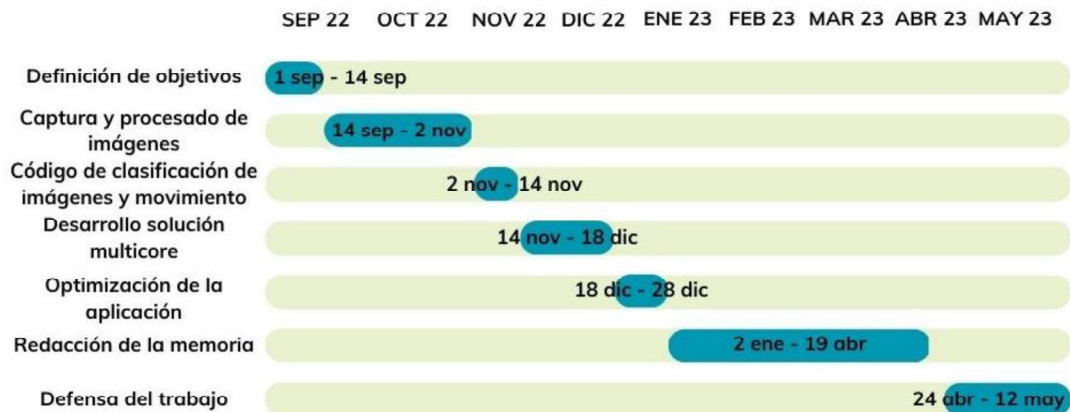 SEP 22 OCT 22 NOV 22 DIC 22 ENE 23 FEB 23 MAR 23 ABR 23 MAY 23
Definición de objetivos
1 sep - 14 sep
Captura y procesado de
imágenes
14 sep - 2 nov
Código de clasificación de
imágenes y movimiento
2 nov - 14 nov
Desarrollo solución
multicore
14 nov - 18 dic
Optimización de la
aplicación
18 dic - 28 dic
Redacción de la memoria
2 ene - 19 abr
Defensa del trabajo
24 abr - 12 may